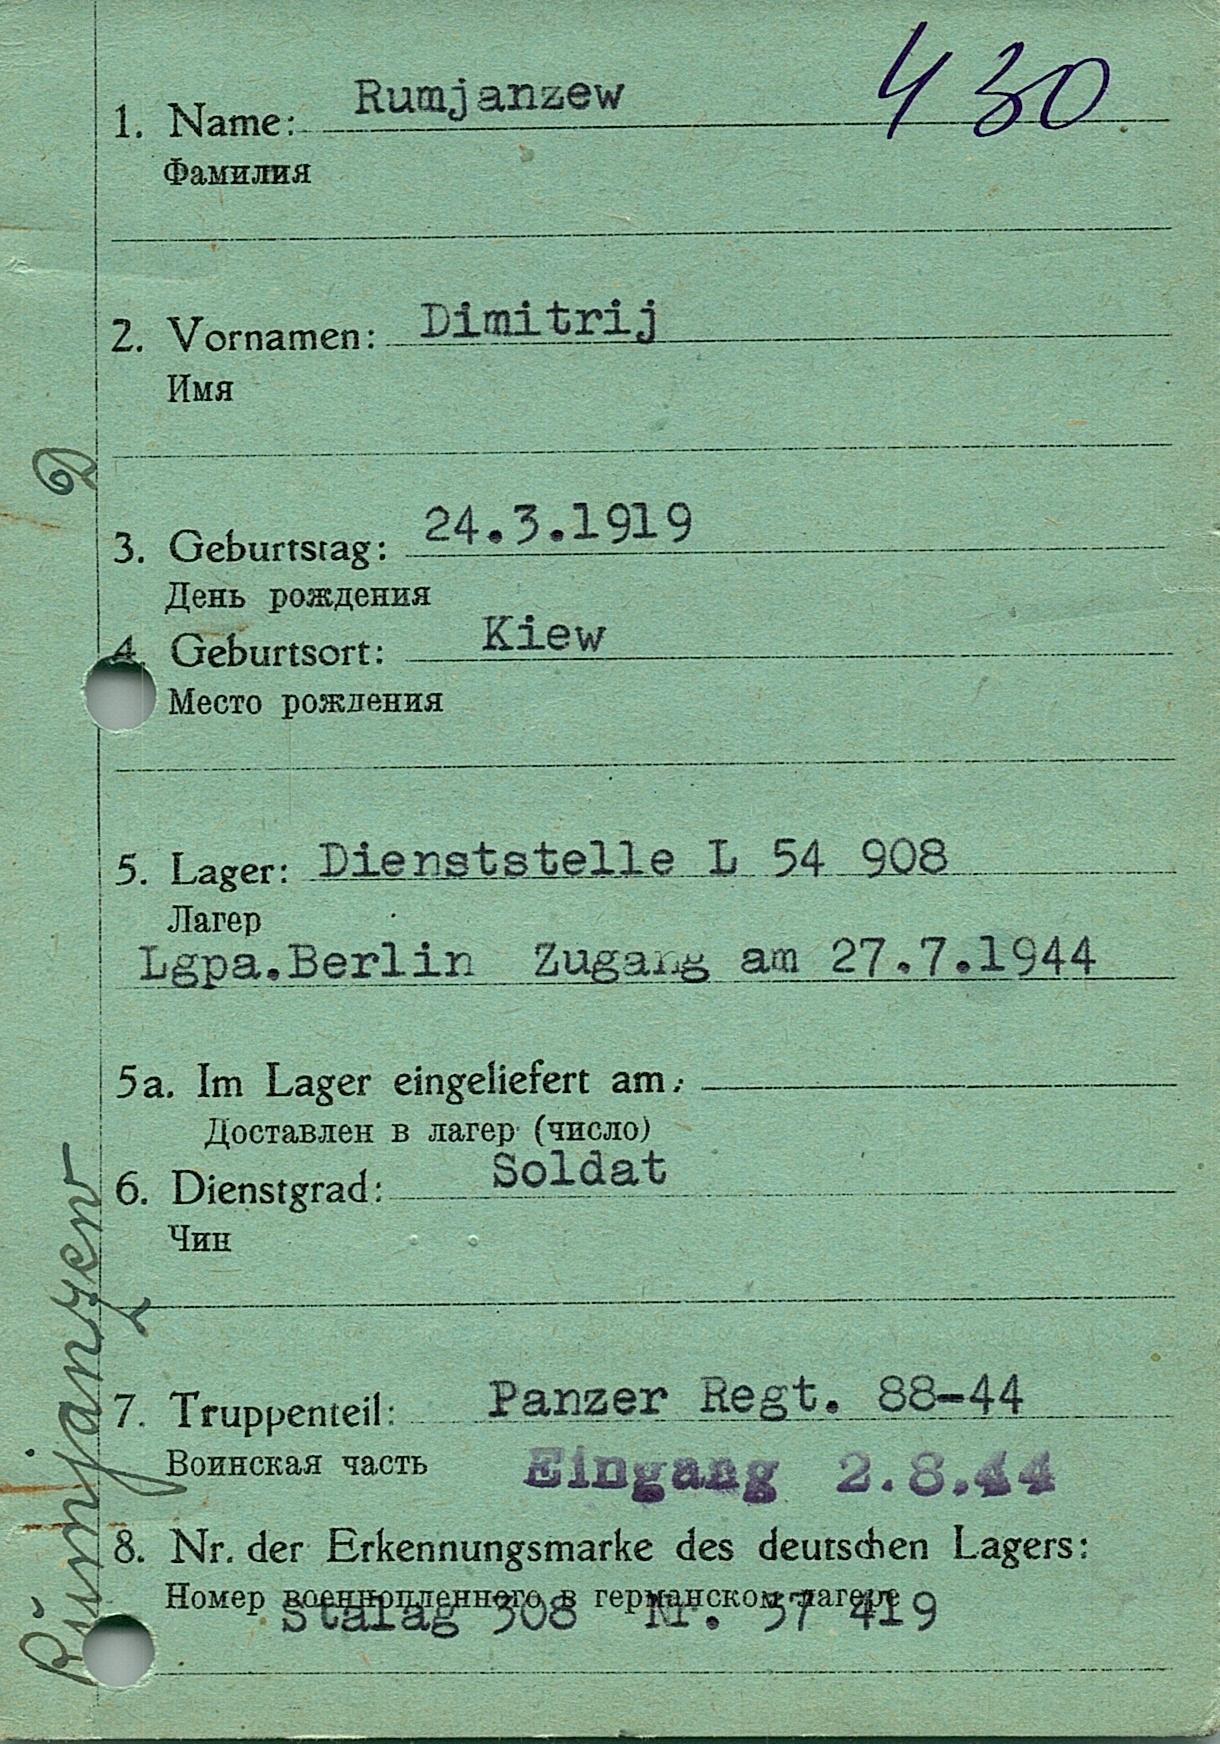 430
1. Name: Rumjanzew
Фамилия
2. Vornamen: Dimitrij
Имя
3. Geburtstag: 24.3.1919
День рождения
4. Geburtsort: Kiew
Место рождения
5. Lager: Dienststelle L 54 908
Лагер
Lgpa.Berlin Zugang am 27.7.1944
5a. Im Lager eingeliefert am:
Доставлен в лагер (число)
6. Dienstgrad: Soldat
Чин
7. Truppenteil: Panzer Regt. 88-44
Воинская часть
Eingang 2.8.44
8. Nr. der Erkennungsmarke des deutschen Lagers:
Номер военнопленного в германском лагере
Stalag 308 Nr. 37 419
Rumjanzew